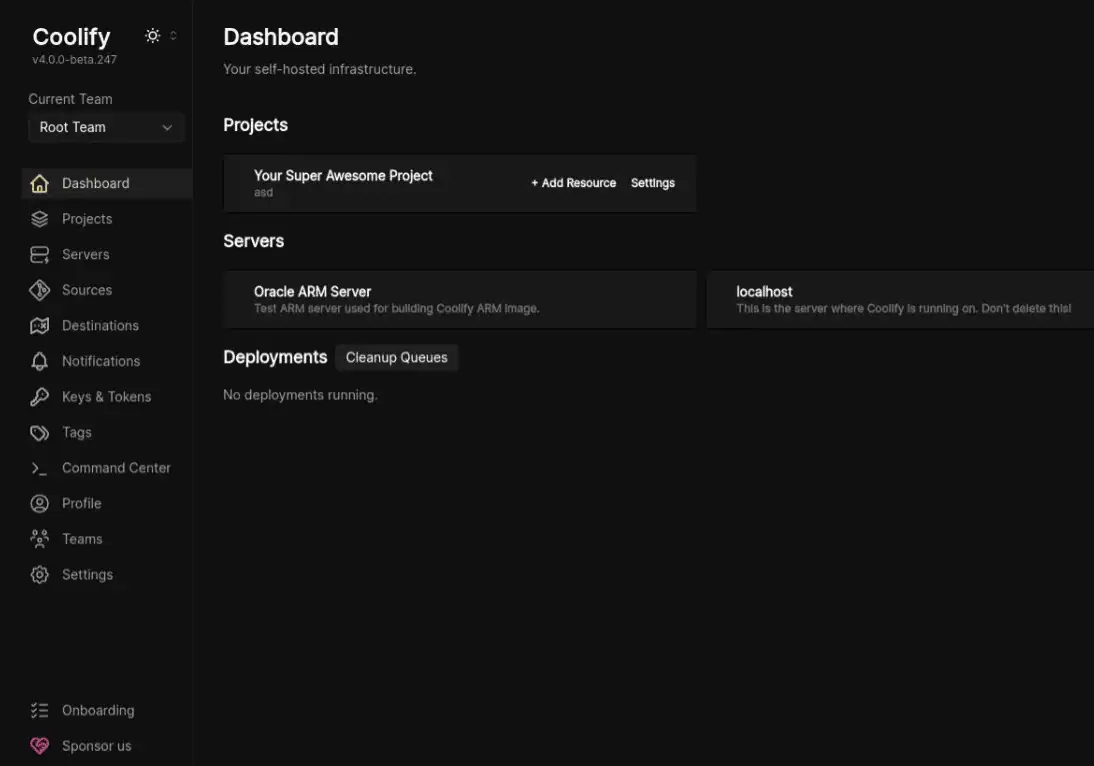 Coolify
v4.0.0-beta.247
Current Team
Root Team
Dashboard
Projects
Servers
Sources
Destinations
Notifications
Keys & Tokens
Tags
Command Center
Profile
Teams
Settings
Onboarding
Sponsor us
Dashboard
Your self-hosted infrastructure.
Projects
Your Super Awesome Project
asd
+ Add Resource Settings
Servers
Oracle ARM Server
Test ARM server used for building Coolify ARM image.
localhost
This is the server where Coolify is running on. Don't delete this!
Deployments Cleanup Queues
No deployments running.